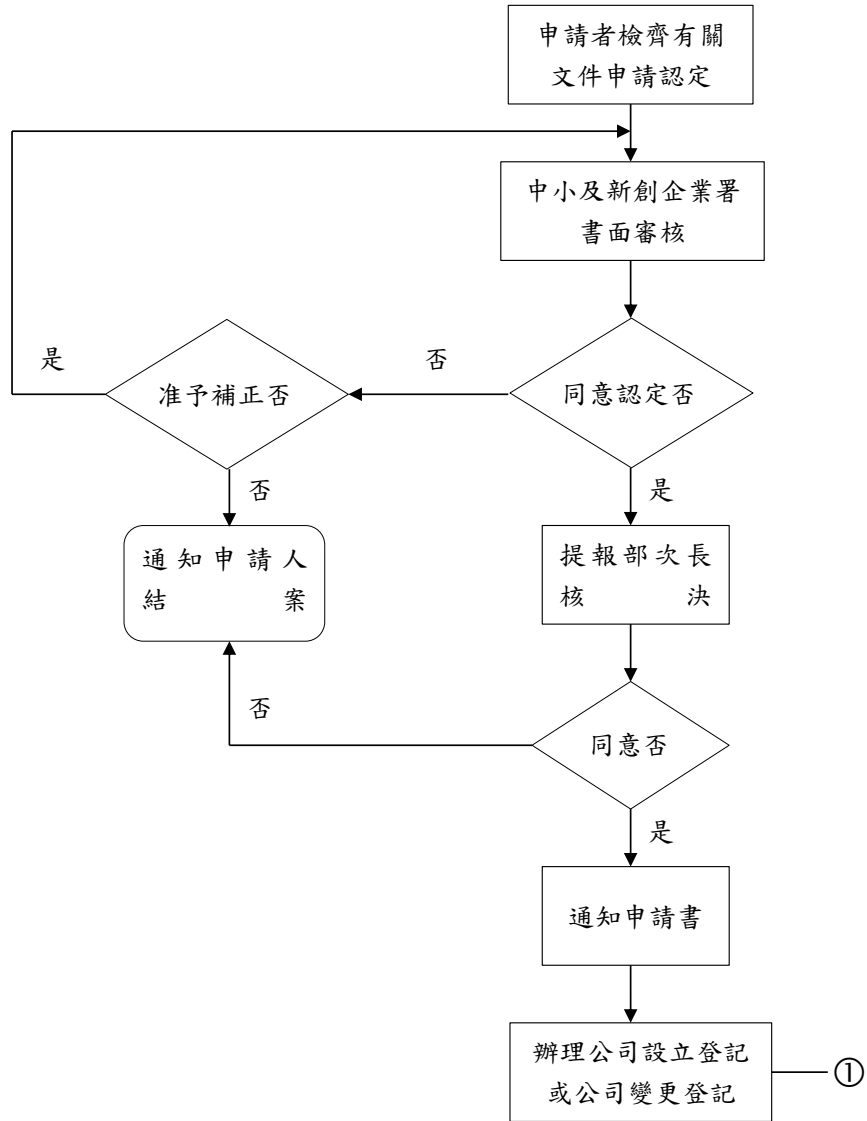 申請者檢齊有關
文件申請認定
中小及新創企業署
書面審核
是
准予補正否
否
同意認定否
否
是
通知申請人
結案
提報部次長
核決
否
同意否
是
通知申請書
辦理公司設立登記
或公司變更登記
①